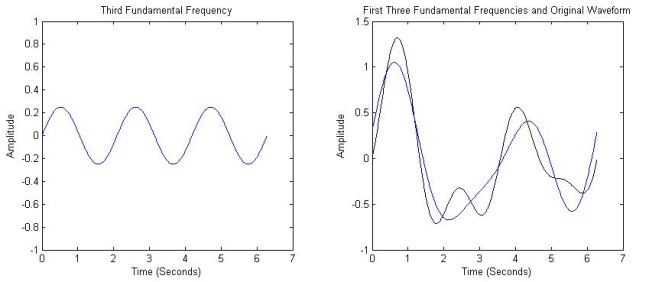 Third Fundamental Frequency
1
0.8
0.6
0.4
0.2
0
-0.2
-0.4
-0.6
-0.8
-1
Amplitude
0 1 2 3 4 5 6 7
Time (Seconds)
First Three Fundamental Frequencies and Original Waveform
1.5
1
0.5
0
-0.5
-1
Amplitude
0 1 2 3 4 5 6 7
Time (Seconds)